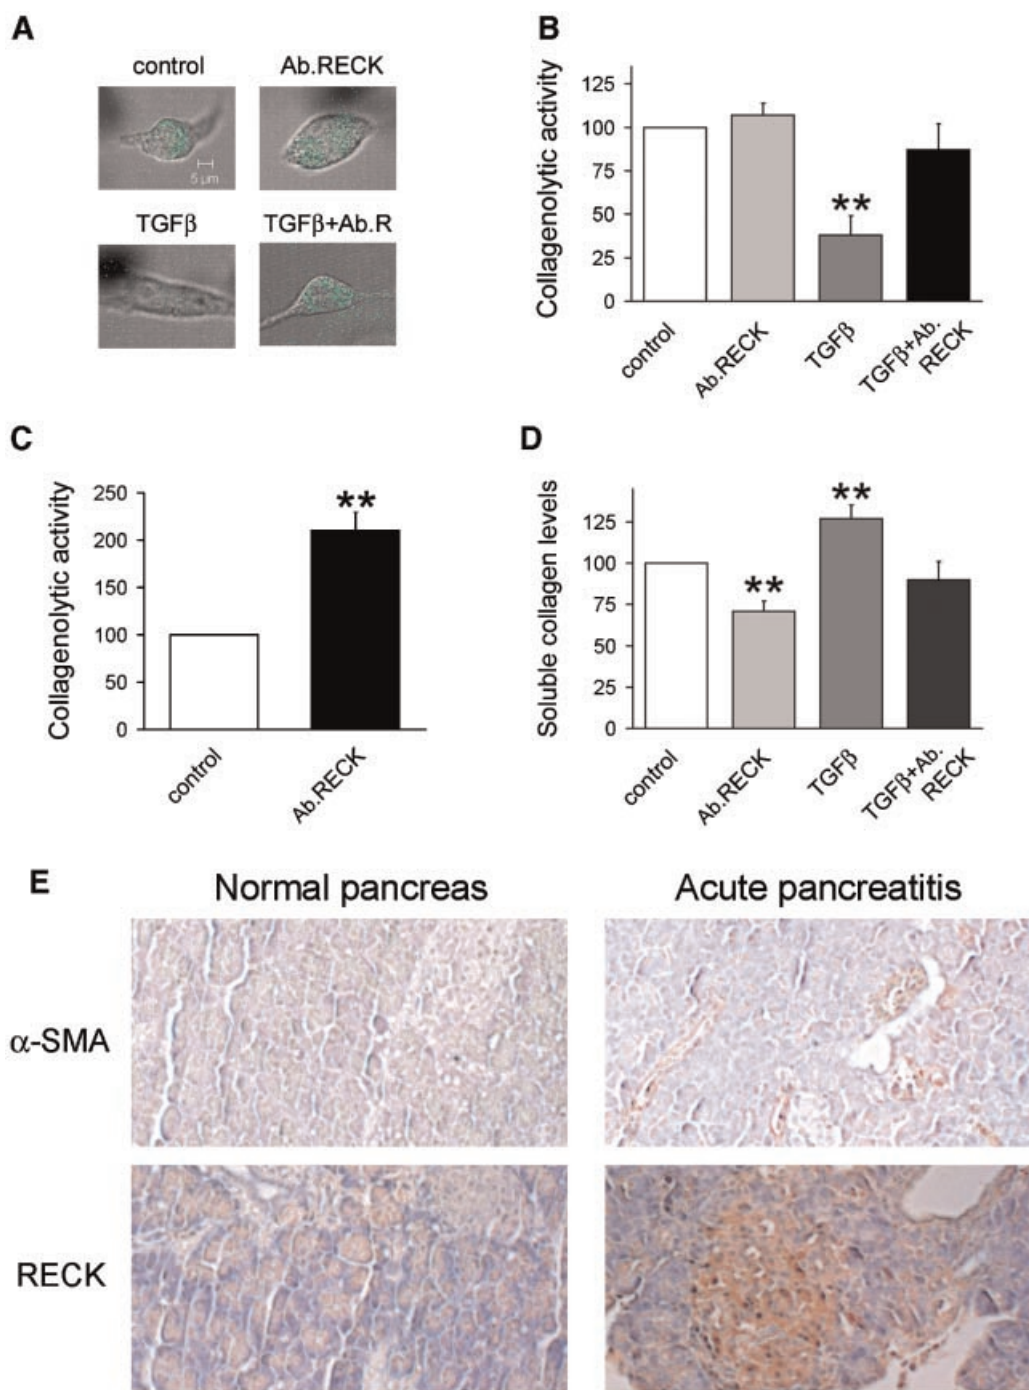 A
control
Ab.RECK
5 µm
TGFβ
TGFβ+Ab.R
B
Collagenolytic activity
125
100
75
50
25
0
**
control
Ab.RECK
TGFβ
TGFβ+Ab.
RECK
C
Collagenolytic activity
250
200
150
100
50
0
**
control
Ab.RECK
D
Soluble collagen levels
125
100
75
50
25
0
**
**
control
Ab.RECK
TGFβ
TGFβ+Ab.
RECK
E
Normal pancreas
Acute pancreatitis
α-SMA
RECK